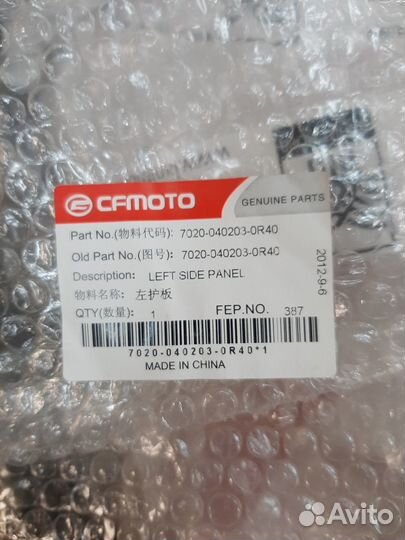 CFMOTO GENUINE PARTS
Part No.(物料代码): 7020-040203-0R40
Old Part No.(图号): 7020-040203-0R40
Description: LEFT SIDE PANEL
物料名称: 左护板
QTY(数量): 1 FEP.NO. 387
2012-9-6
7020-040203-0R40*1
MADE IN CHINA
Avito